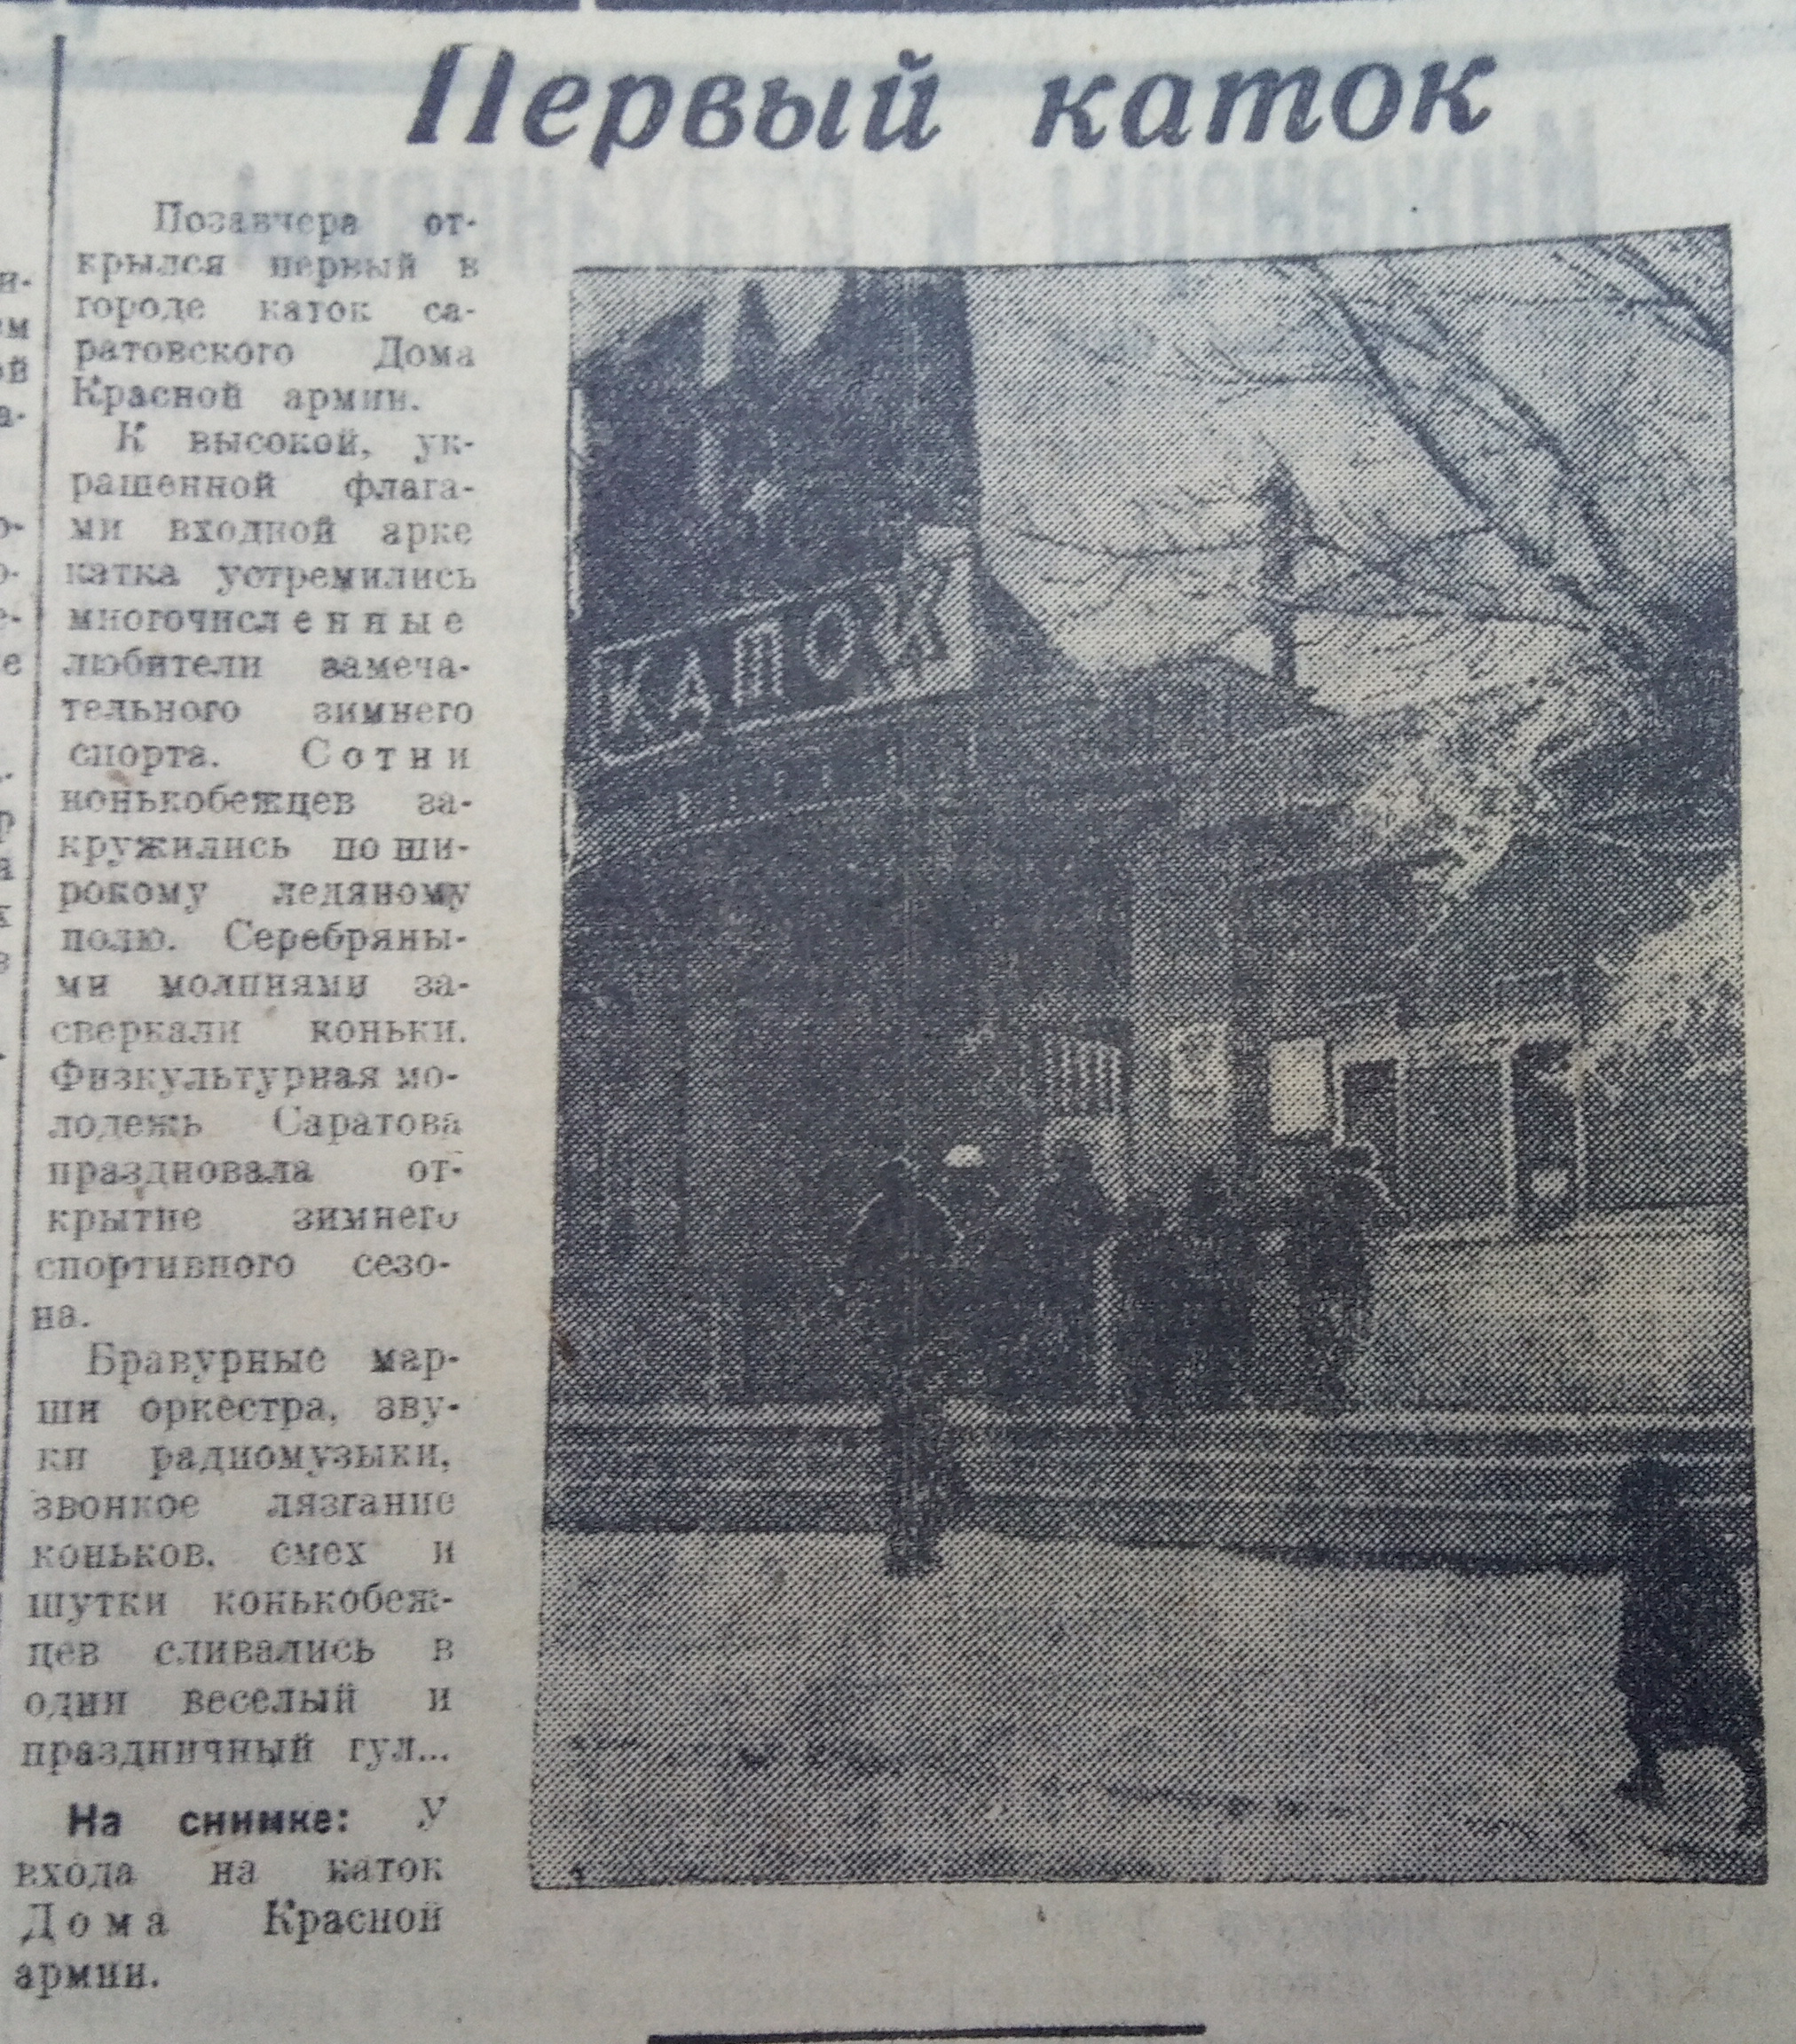 Первый каток
Позавчера от-
крылся первый в
городе каток са-
ратовского Дома
Красной армии.
К высокой, ук-
рашенной флага-
ми входной арке
катка устремились
многочисленные
любители замеча-
тельного зимнего
спорта. Сотни
конькобежцев за-
кружились по ши-
рокому ледяному
полю. Серебряны-
ми молниями за-
сверкали коньки.
Физкультурная мо-
лодежь Саратова
праздновала от-
крытие зимнего
спортивного сезо-
на.
Бравурные мар-
ши оркестра, зву-
ки радиомузыки,
звонкое лязгание
коньков, смех и
шутки конькобеж-
цев сливались в
один веселый и
праздничный гул...
На снимке: У
входа на каток
Дома Красной
армии.
КАТОК